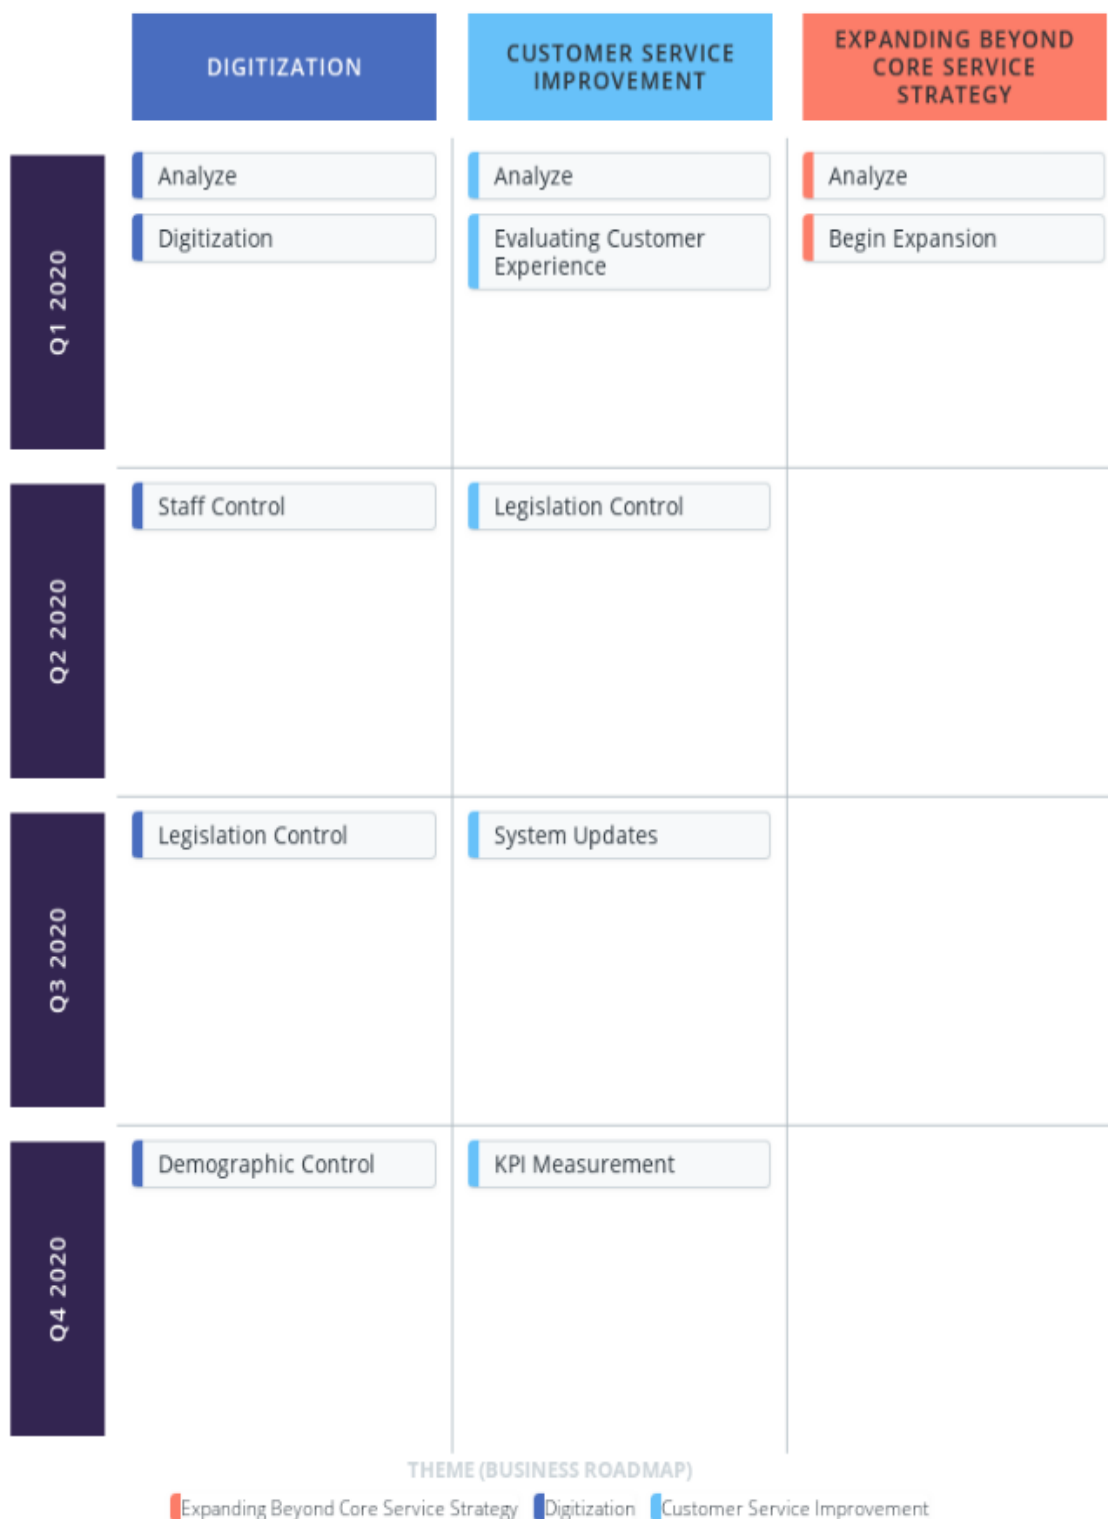 DIGITIZATION
CUSTOMER SERVICE
IMPROVEMENT
EXPANDING BEYOND
CORE SERVICE
STRATEGY
Q1 2020
Analyze
Digitization
Analyze
Evaluating Customer
Experience
Analyze
Begin Expansion
Q2 2020
Staff Control
Legislation Control
Q3 2020
Legislation Control
System Updates
Q4 2020
Demographic Control
KPI Measurement
THEME (BUSINESS ROADMAP)
Expanding Beyond Core Service Strategy Digitization Customer Service Improvement